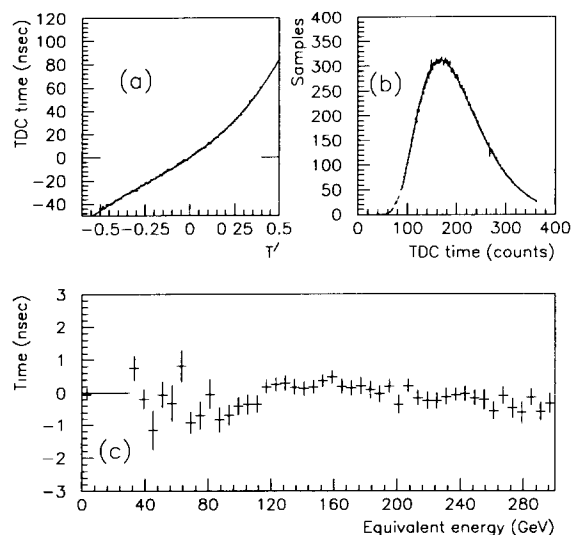 120
100
80
60
40
20
0
−20
−40
TDC time (nsec)
(a)
−0.5 −0.25 0 0 25 0.5
T′
400
350
300
250
200
150
100
50
0
Samples
(b)
0 100 200 300 400
TDC time (counts)
3
2
1
0
−1
−2
−3
Time (nsec)
(c)
0 40 80 120 160 200 240 280
Equivalent energy (GeV)